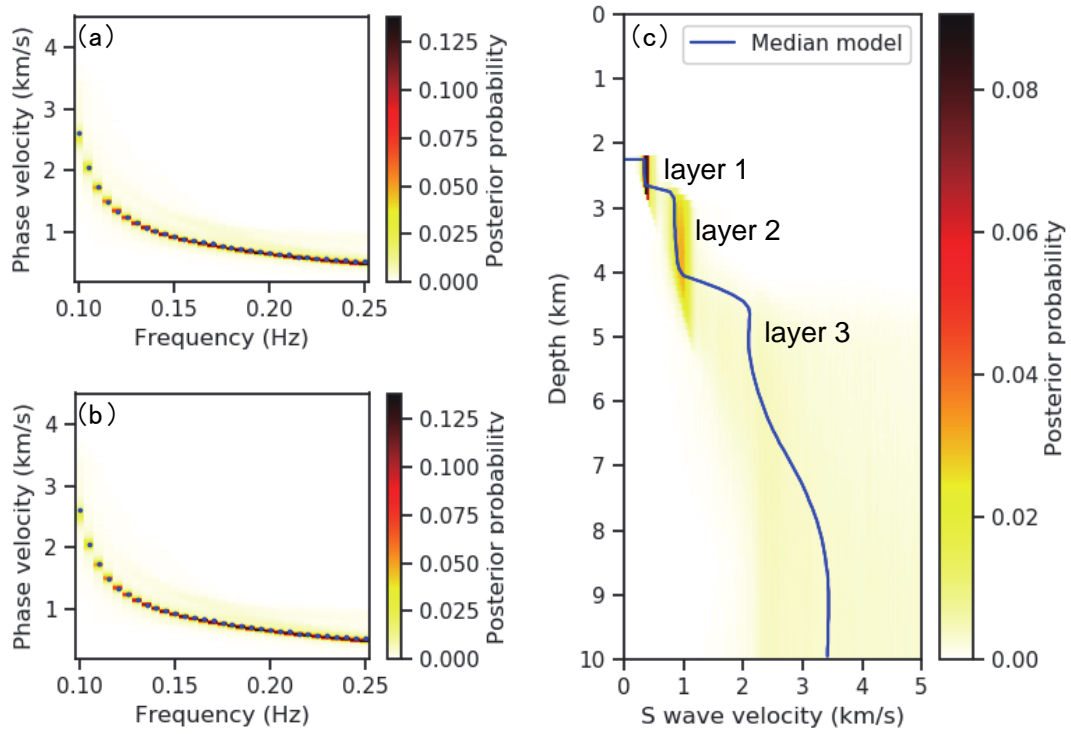 (a)
4
3
2
1
Phase velocity (km/s)
0.10 0.15 0.20 0.25
Frequency (Hz)
0.125
0.100
0.075
0.050
0.025
0.000
Posterior probability
(b)
4
3
2
1
Phase velocity (km/s)
0.10 0.15 0.20 0.25
Frequency (Hz)
0.125
0.100
0.075
0.050
0.025
0.000
Posterior probability
(c)
Median model
layer 1
layer 2
layer 3
0
1
2
3
4
5
6
7
8
9
10
Depth (km)
0 1 2 3 4 5
S wave velocity (km/s)
0.08
0.06
0.04
0.02
0.00
Posterior probability